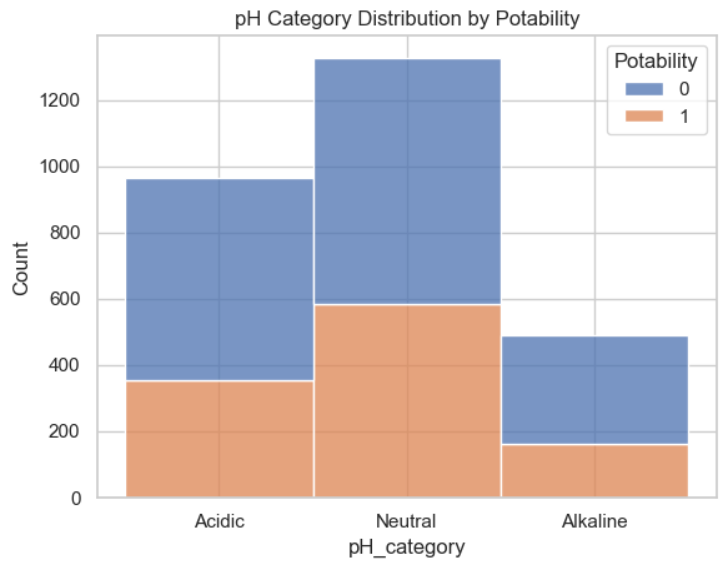 pH Category Distribution by Potability
Potability
0
1
1200
1000
800
600
400
200
0
Count
Acidic
Neutral
Alkaline
pH_category